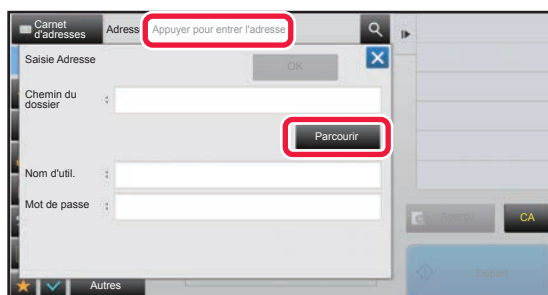 Carnet
d'adresses
Adress
Appuyer pour entrer l'adresse
Saisie Adresse
OK
Chemin du
dossier
:
Parcourir
Nom d'util.
:
Mot de passe
:
Aperçu
CA
Départ
Autres